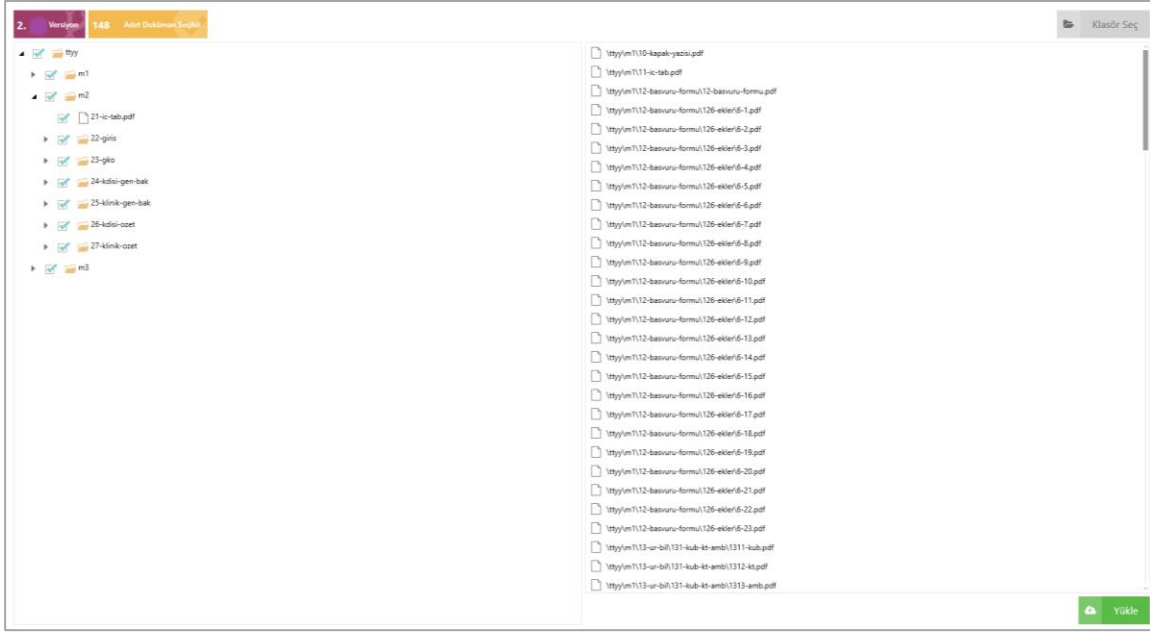 2. Versiyon
148 Adet Doküman Seçildi
Klasör Seç
ttyy
m1
m2
21-ic-tab.pdf
22-giris
23-gko
24-kdisi-gen-bak
25-klinik-gen-bak
26-kdisi-ozet
27-klinik-ozet
m3
\ttyy\m1\10-kapak-yazisi.pdf
\ttyy\m1\11-ic-tab.pdf
\ttyy\m1\12-basvuru-formu\12-basvuru-formu.pdf
\ttyy\m1\12-basvuru-formu\126-ekler\6-1.pdf
\ttyy\m1\12-basvuru-formu\126-ekler\6-2.pdf
\ttyy\m1\12-basvuru-formu\126-ekler\6-3.pdf
\ttyy\m1\12-basvuru-formu\126-ekler\6-4.pdf
\ttyy\m1\12-basvuru-formu\126-ekler\6-5.pdf
\ttyy\m1\12-basvuru-formu\126-ekler\6-6.pdf
\ttyy\m1\12-basvuru-formu\126-ekler\6-7.pdf
\ttyy\m1\12-basvuru-formu\126-ekler\6-8.pdf
\ttyy\m1\12-basvuru-formu\126-ekler\6-9.pdf
\ttyy\m1\12-basvuru-formu\126-ekler\6-10.pdf
\ttyy\m1\12-basvuru-formu\126-ekler\6-11.pdf
\ttyy\m1\12-basvuru-formu\126-ekler\6-12.pdf
\ttyy\m1\12-basvuru-formu\126-ekler\6-13.pdf
\ttyy\m1\12-basvuru-formu\126-ekler\6-14.pdf
\ttyy\m1\12-basvuru-formu\126-ekler\6-15.pdf
\ttyy\m1\12-basvuru-formu\126-ekler\6-16.pdf
\ttyy\m1\12-basvuru-formu\126-ekler\6-17.pdf
\ttyy\m1\12-basvuru-formu\126-ekler\6-18.pdf
\ttyy\m1\12-basvuru-formu\126-ekler\6-19.pdf
\ttyy\m1\12-basvuru-formu\126-ekler\6-20.pdf
\ttyy\m1\12-basvuru-formu\126-ekler\6-21.pdf
\ttyy\m1\12-basvuru-formu\126-ekler\6-22.pdf
\ttyy\m1\12-basvuru-formu\126-ekler\6-23.pdf
\ttyy\m1\13-ur-bil\131-kub-kt-amb\1311-kub.pdf
\ttyy\m1\13-ur-bil\131-kub-kt-amb\1312-kt.pdf
\ttyy\m1\13-ur-bil\131-kub-kt-amb\1313-amb.pdf
Yükle